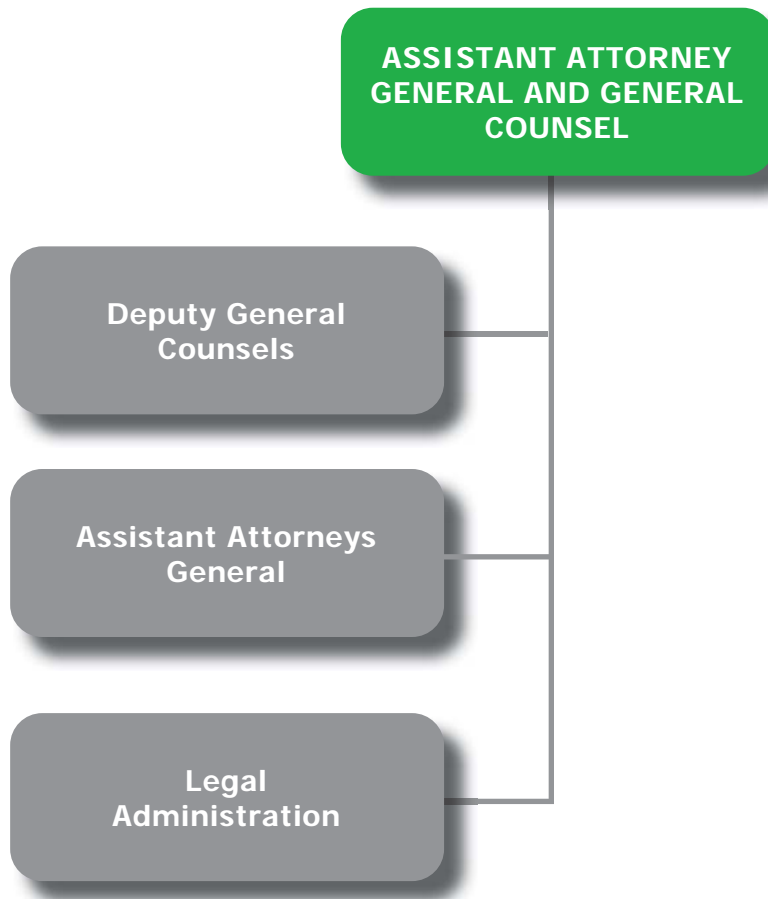 ASSISTANT ATTORNEY
GENERAL AND GENERAL
COUNSEL
Deputy General
Counsels
Assistant Attorneys
General
Legal
Administration